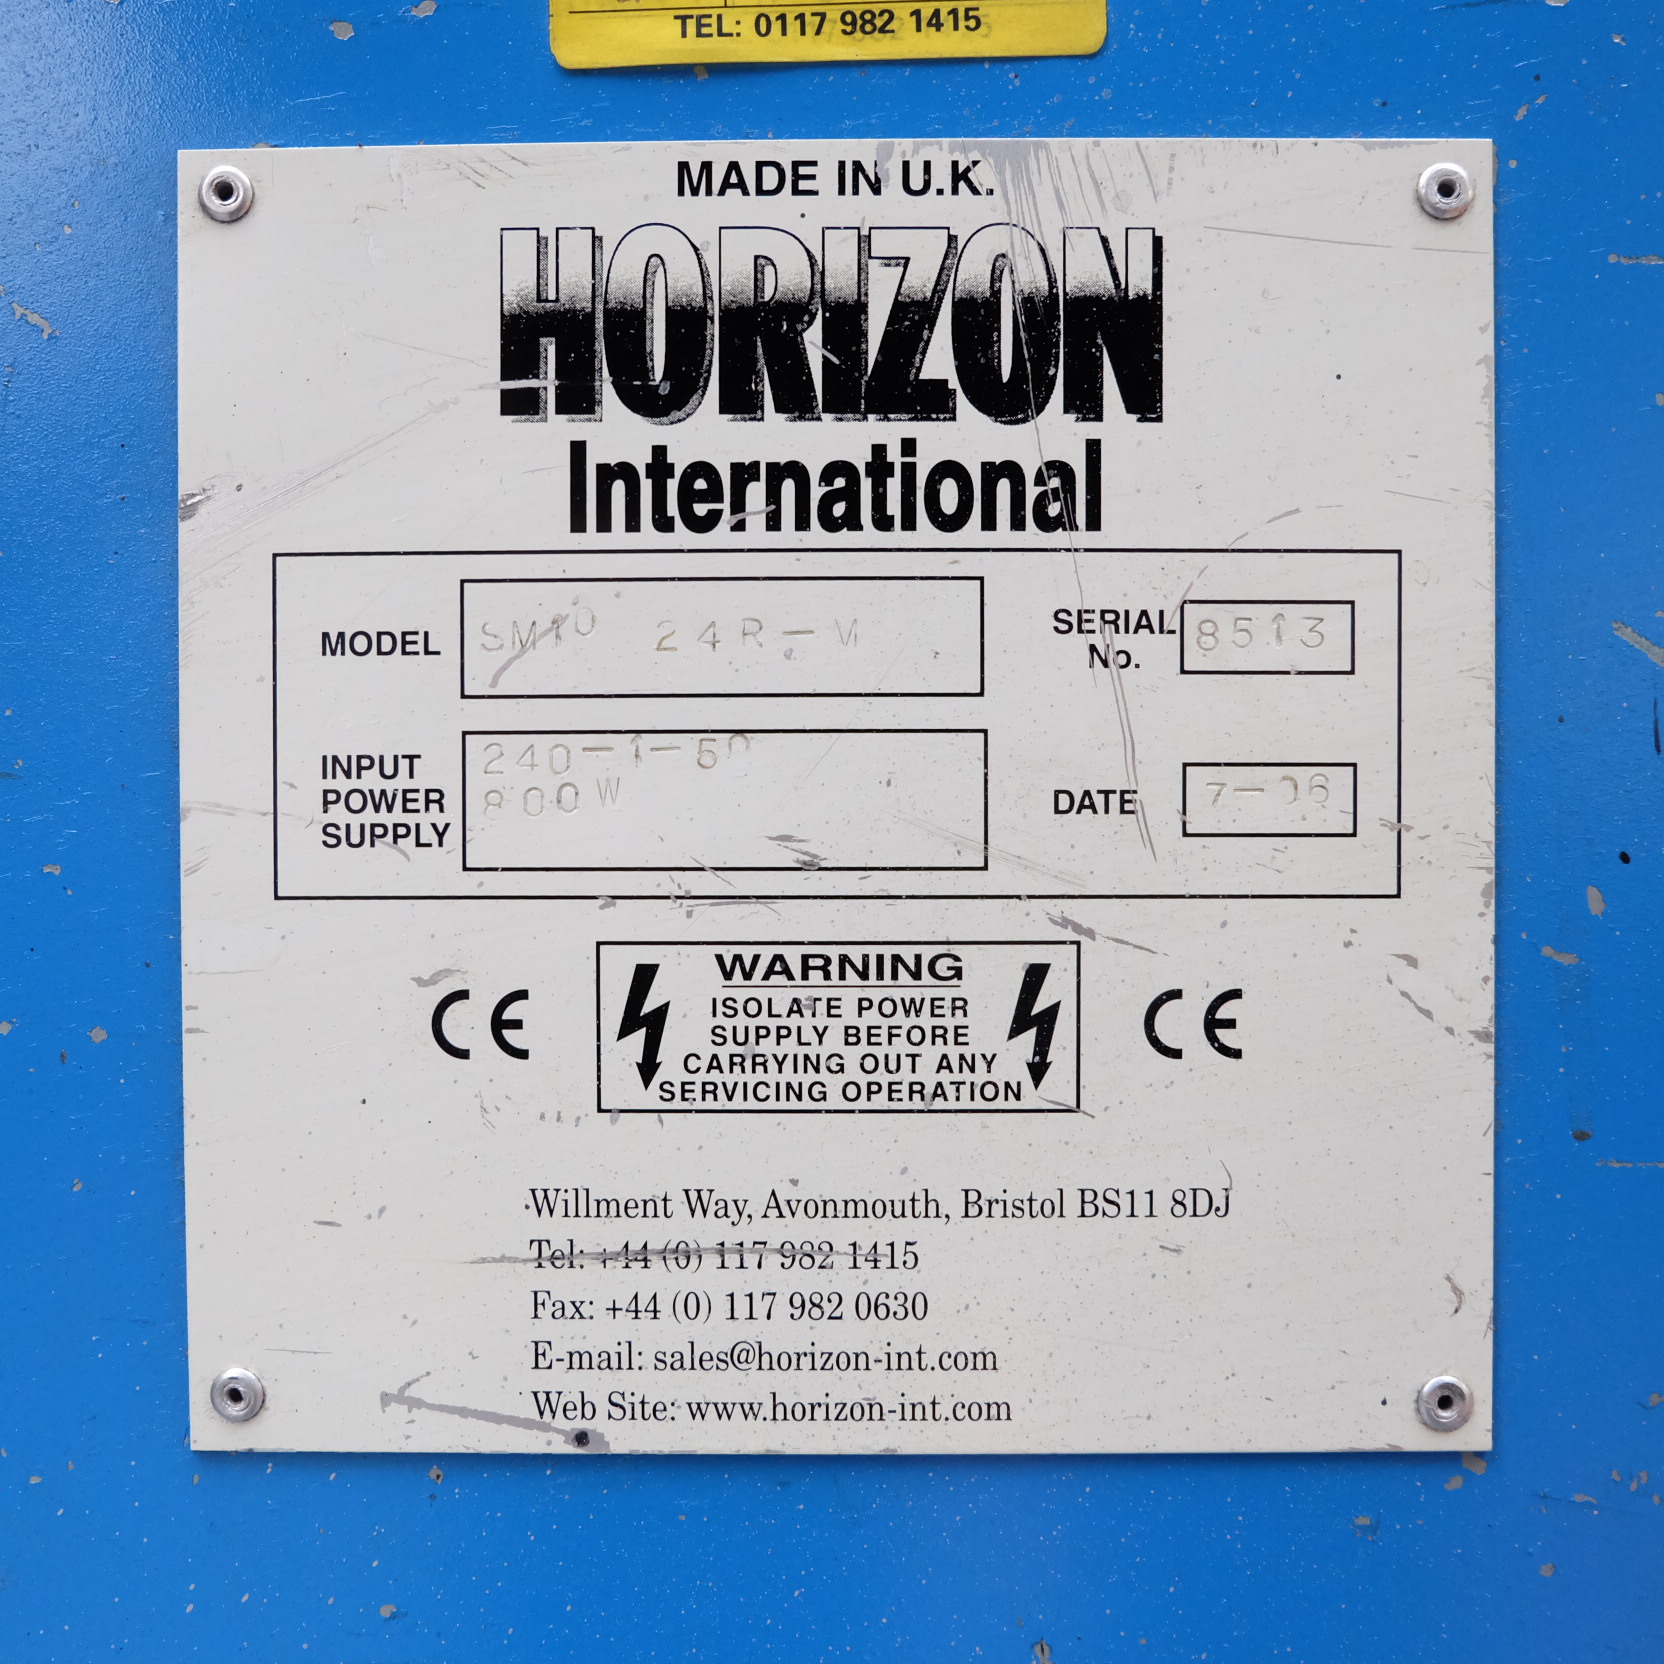 TEL: 0117 982 1415
MADE IN U.K.
HORIZON
International
MODEL SM10 24R-M
SERIAL No. 8513
INPUT POWER SUPPLY 240-1-50
800W
DATE 7-06
CE
WARNING
ISOLATE POWER
SUPPLY BEFORE
CARRYING OUT ANY
SERVICING OPERATION
CE
Willment Way, Avonmouth, Bristol BS11 8DJ
Tel: +44 (0) 117 982 1415
Fax: +44 (0) 117 982 0630
E-mail: sales@horizon-int.com
Web Site: www.horizon-int.com